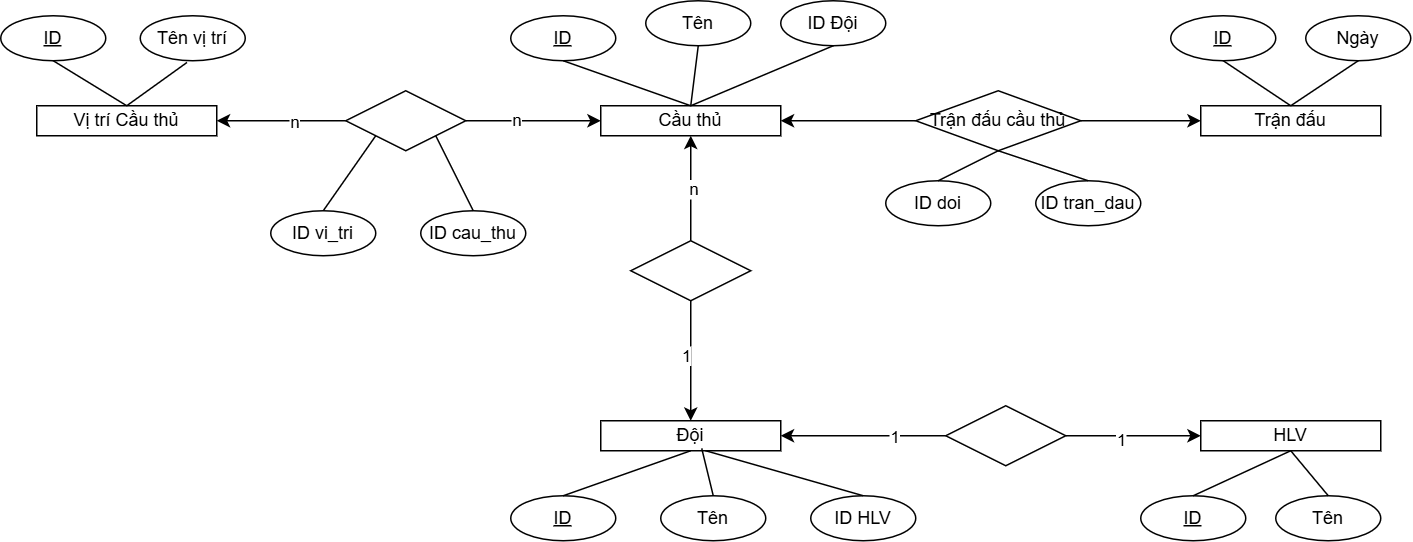 ID
Tên vị trí
ID
Tên
ID Đội
ID
Ngày
Vị trí Cầu thủ
n
n
Cầu thủ
Trận đấu cầu thủ
Trận đấu
ID vi_tri
ID cau_thu
n
ID doi
ID tran_dau
1
Đội
1
1
HLV
ID
Tên
ID HLV
ID
Tên